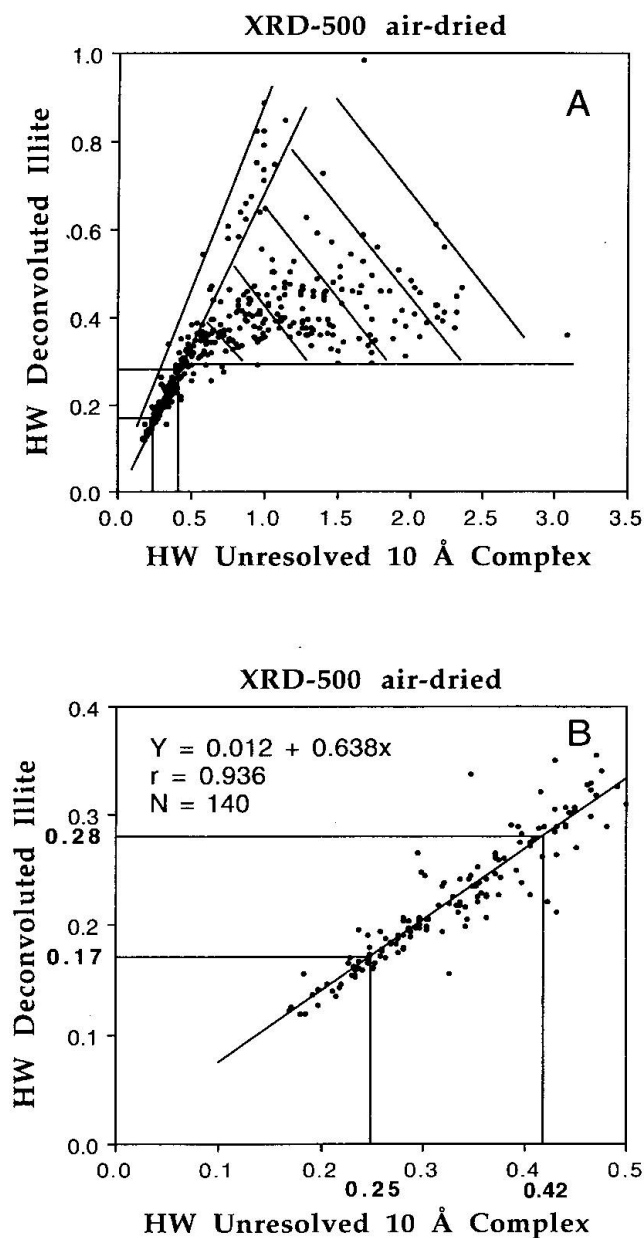 XRD-500 air-dried
A
1.0
0.8
0.6
0.4
0.2
0.0
HW Deconvoluted Illite
0.0 0.5 1.0 1.5 2.0 2.5 3.0 3.5
HW Unresolved 10 Å Complex
XRD-500 air-dried
B
Y = 0.012 + 0.638x
r = 0.936
N = 140
0.4
0.3
0.28
0.2
0.17
0.1
0.0
HW Deconvoluted Illite
0.0 0.1 0.2 0.3 0.4 0.5
0.25 0.42
HW Unresolved 10 Å Complex